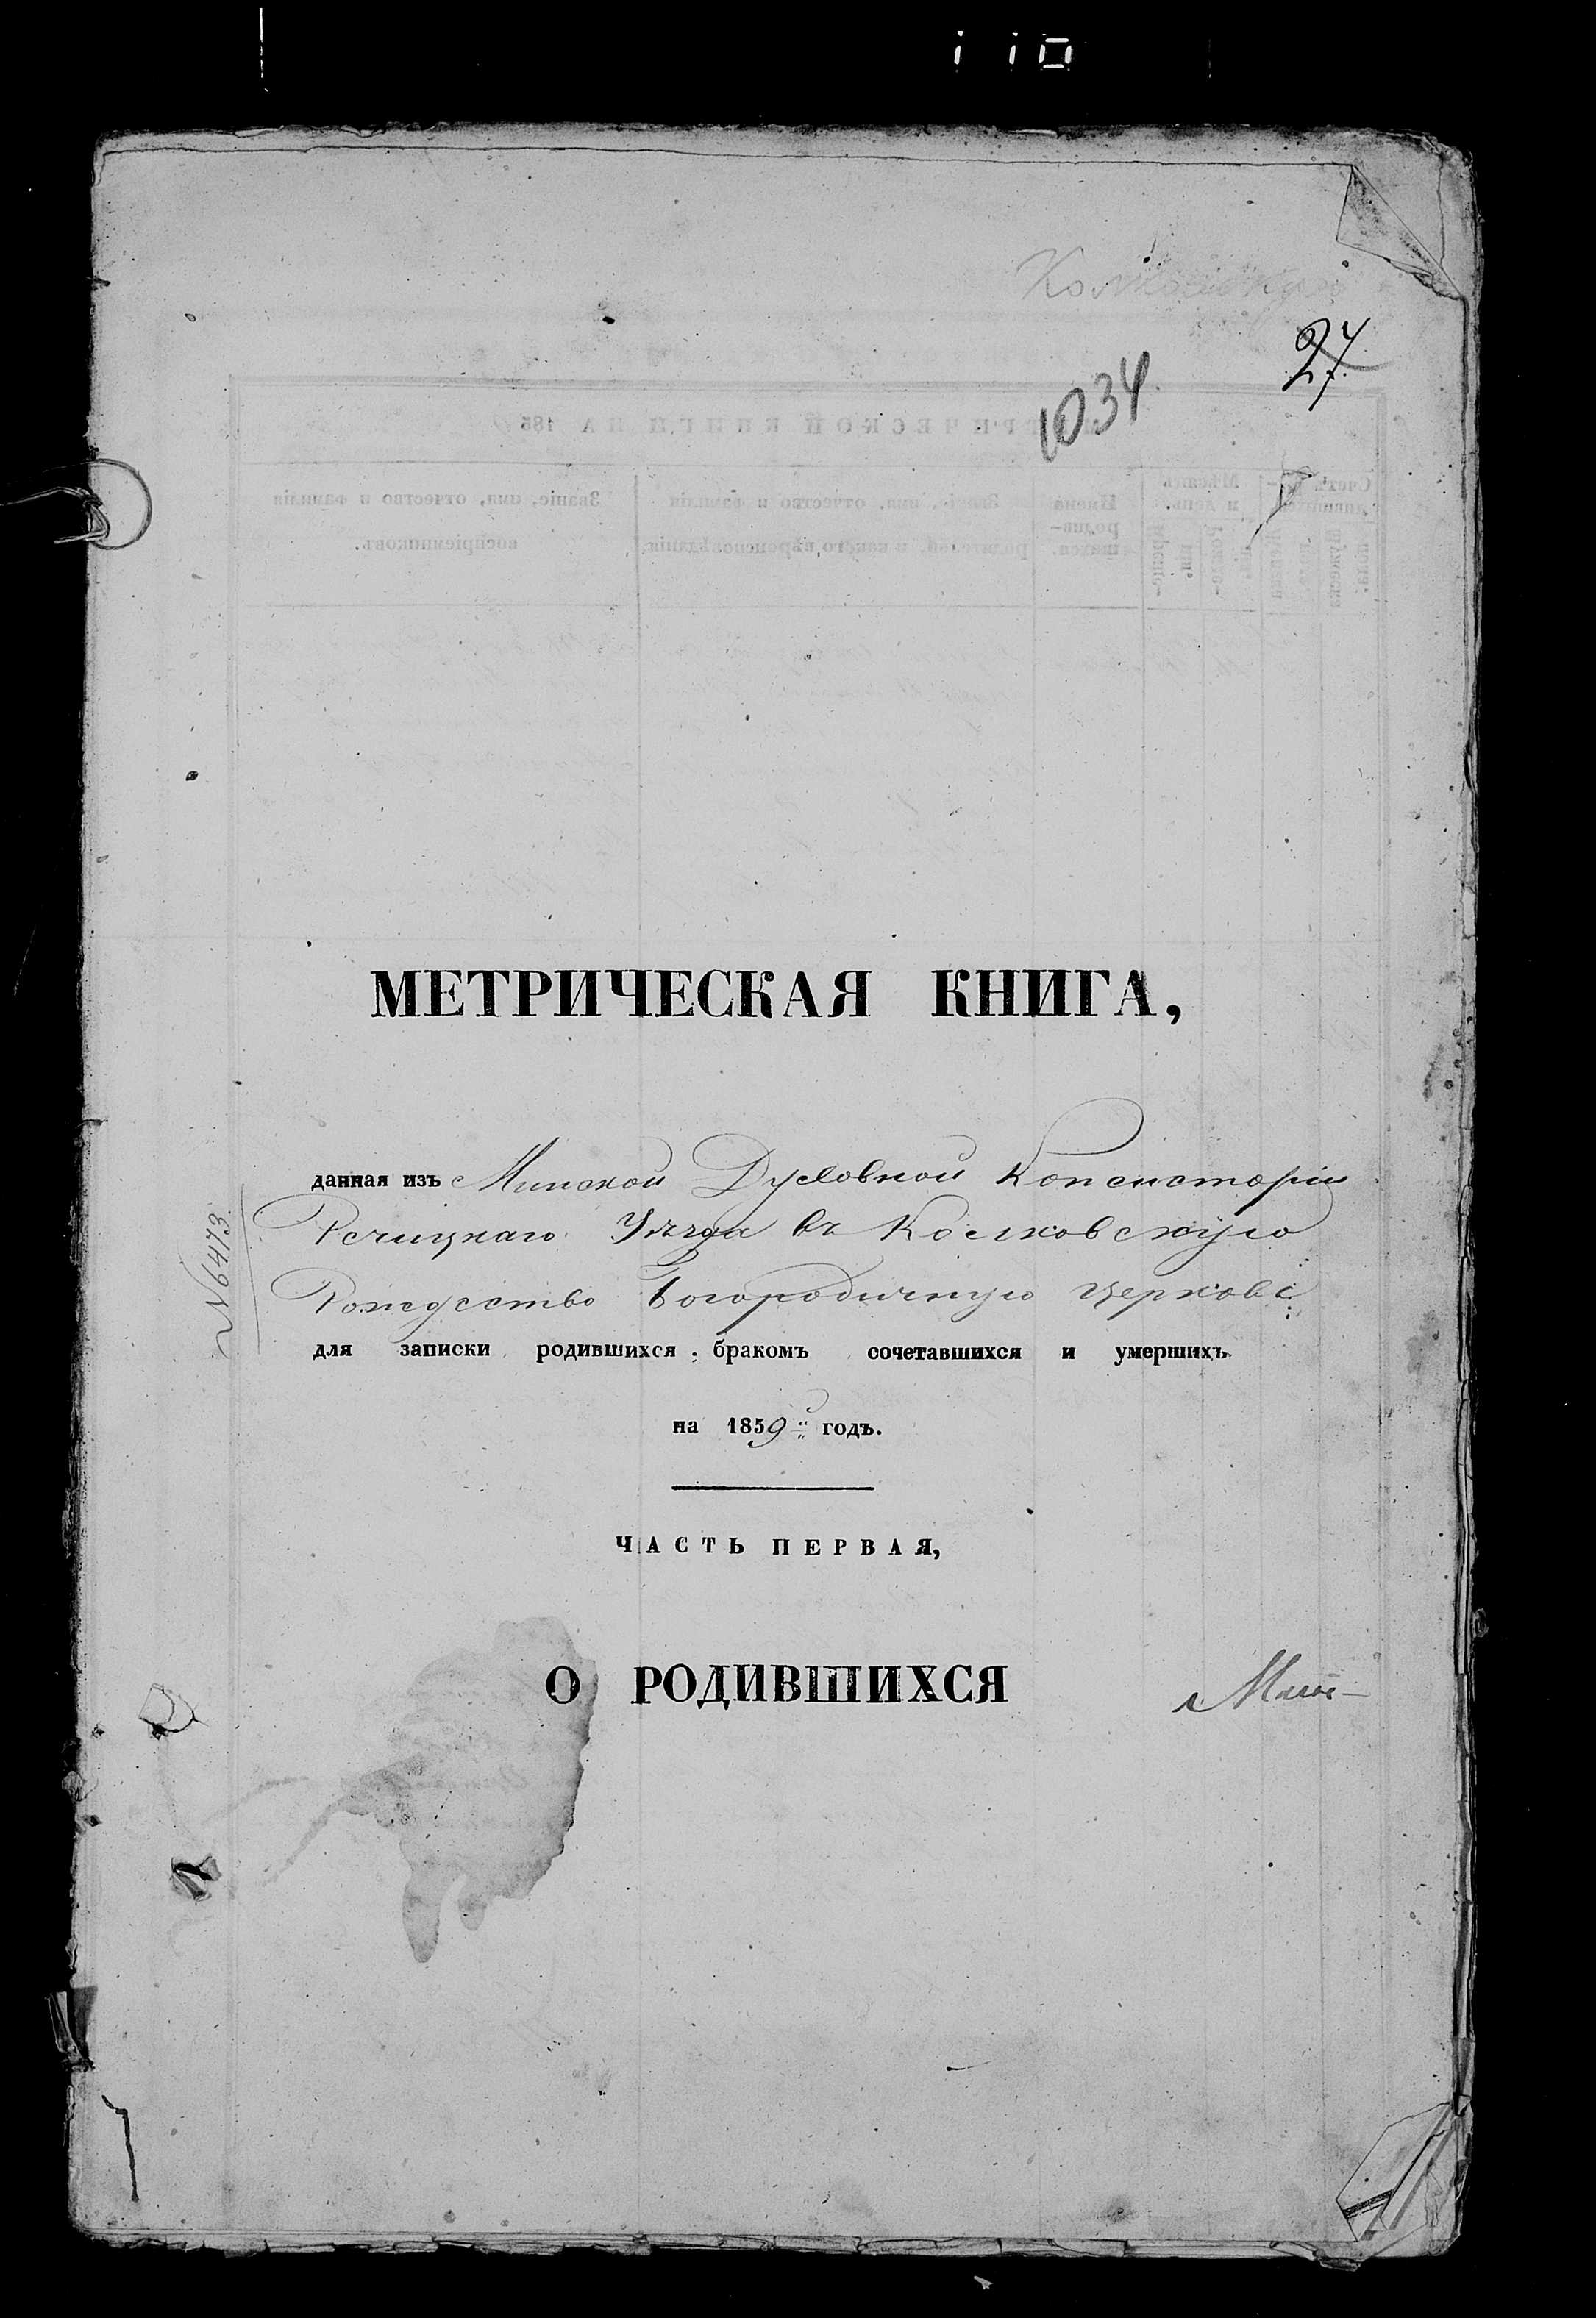 110
27
1034
МЕТРИЧЕСКАЯ КНИГА,
данная изъ Минской Духовной Консисторіи
Речицкаго Уѣзда въ Колковскую
Рождество Богородичную церковь
№6473
для записки родившихся, бракомъ сочетавшихся и умершихъ
на 1859й годъ.
ЧАСТЬ ПЕРВАЯ,
О РОДИВШИХСЯ